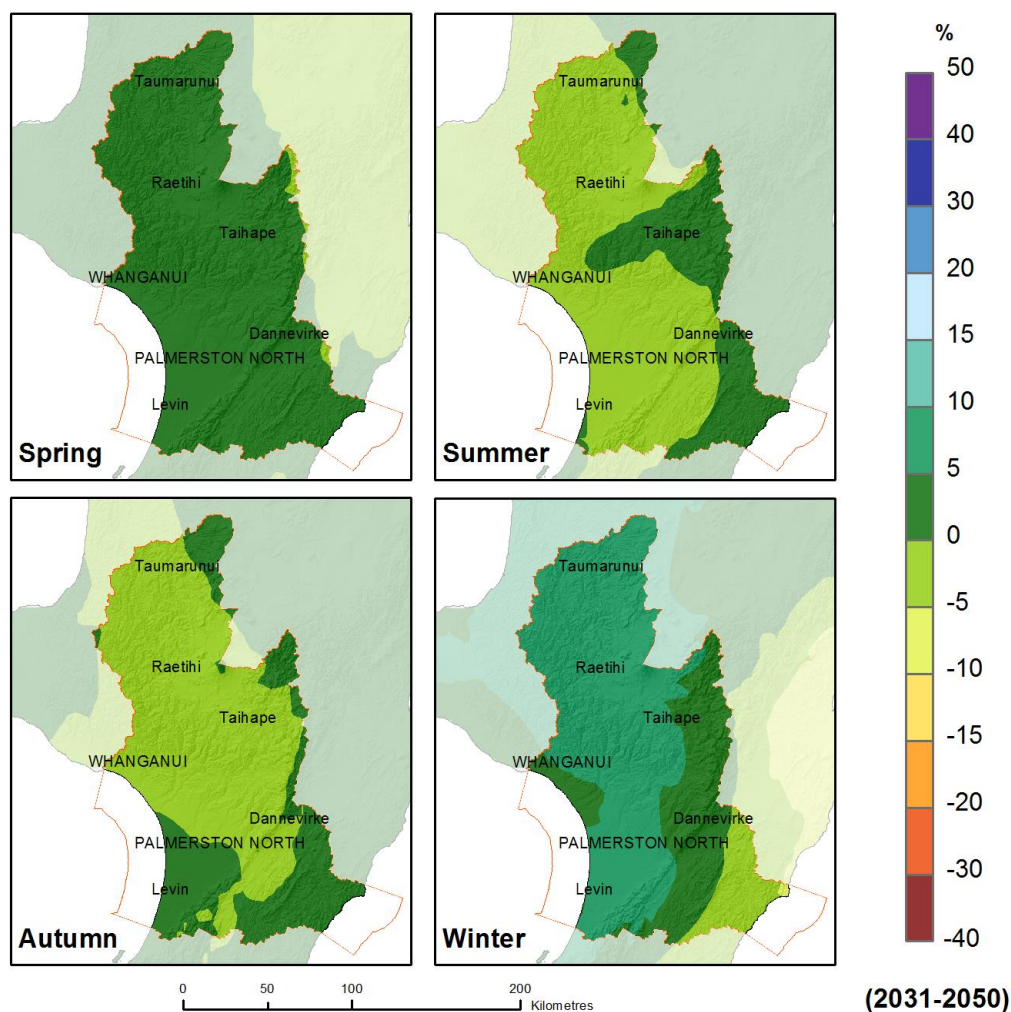 Taumarunui
Raetihi
Taihape
WHANGANUI
Dannevirke
PALMERSTON NORTH
Levin
Spring
Taumarunui
Raetihi
Taihape
WHANGANUI
Dannevirke
PALMERSTON NORTH
Levin
Summer
%
50
40
30
20
15
10
5
0
-5
-10
-15
-20
-30
-40
Taumarunui
Raetihi
Taihape
WHANGANUI
Dannevirke
PALMERSTON NORTH
Levin
Autumn
Taumarunui
Raetihi
Taihape
WHANGANUI
Dannevirke
PALMERSTON NORTH
Levin
Winter
0 50 100 200
Kilometres
(2031-2050)